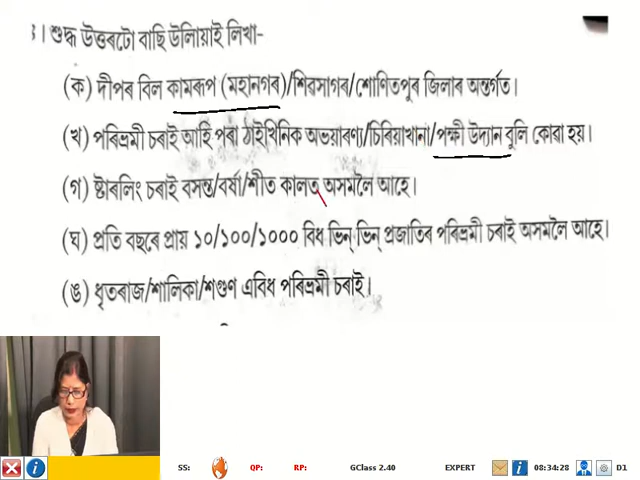 ৪। শুদ্ধ উত্তৰটো বাছি উলিয়াই লিখা-
(ক) দীপৰ বিল কামৰূপ (মহানগৰ)/শিৱসাগৰ/শোণিতপুৰ জিলাৰ অন্তৰ্গত।
(খ) পৰিভ্ৰমী চৰাই আহি পৰা ঠাইখিনিক অভয়াৰণ্য/চিৰিয়াখানা/পক্ষী উদ্যান বুলি কোৱা হয়।
(গ) ষ্টাৰলিং চৰাই বসন্ত/বৰ্ষা/শীত কালত অসমলৈ আহে।
(ঘ) প্ৰতি বছৰে প্ৰায় ১০/১০০/১০০০ বিধ ভিন্ ভিন্ প্ৰজাতিৰ পৰিভ্ৰমী চৰাই অসমলৈ আহে।
(ঙ) ধৃতৰাজ/শালিকা/শগুণ এবিধ পৰিভ্ৰমী চৰাই।
SS: QP: RP: GClass 2.40 EXPERT 08:34:28 D1